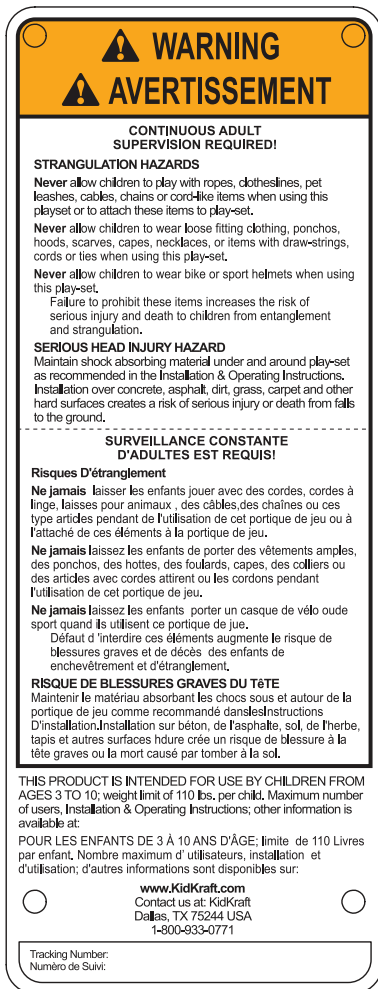 WARNING
AVERTISSEMENT
CONTINUOUS ADULT
SUPERVISION REQUIRED!
STRANGULATION HAZARDS
Never allow children to play with ropes, clotheslines, pet
leashes, cables, chains or cord-like items when using this
playset or to attach these items to play-set.
Never allow children to wear loose fitting clothing, ponchos,
hoods, scarves, capes, necklaces, or items with draw-strings,
cords or ties when using this play-set.
Never allow children to wear bike or sport helmets when using
this play-set.
Failure to prohibit these items increases the risk of
serious injury and death to children from entanglement
and strangulation.
SERIOUS HEAD INJURY HAZARD
Maintain shock absorbing material under and around play-set
as recommended in the Installation & Operating Instructions.
Installation over concrete, asphalt, dirt, grass, carpet and other
hard surfaces creates a risk of serious injury or death from falls
to the ground.
SURVEILLANCE CONSTANTE
D'ADULTES EST REQUIS!
Risques D'étranglement
Ne jamais laisser les enfants jouer avec des cordes, cordes à
linge, laisses pour animaux , des câbles,des chaînes ou ces
type articles pendant de l'utilisation de cet portique de jeu ou à
l'attaché de ces éléments à la portique de jeu.
Ne jamais laissez les enfants de porter des vêtements amples,
des ponchos, des hottes, des foulards, capes, des colliers ou
des articles avec cordes attirent ou les cordons pendant
l'utilisation de cet portique de jeu.
Ne jamais laissez les enfants porter un casque de vélo oude
sport quand ils utilisent ce portique de jue.
Défaut d 'interdire ces éléments augmente le risque de
blessures graves et de décès des enfants de
enchevêtrement et d'étranglement.
RISQUE DE BLESSURES GRAVES DU TêTE
Maintenir le matériau absorbant les chocs sous et autour de la
portique de jeu comme recommandé danslesInstructions
D'installation.Installation sur béton, de l'asphalte, sol, de l'herbe,
tapis et autres surfaces hdure crée un risque de blessure à la
tête graves ou la mort causé par tomber à la sol.
THIS PRODUCT IS INTENDED FOR USE BY CHILDREN FROM
AGES 3 TO 10; weight limit of 110 lbs. per child. Maximum number
of users, Installation & Operating Instructions; other information is
available at:
POUR LES ENFANTS DE 3 À 10 ANS D'ÂGE; limite de 110 Livres
par enfant. Nombre maximum d' utilisateurs, installation et
d'utilisation; d'autres informations sont disponibles sur:
www.KidKraft.com
Contact us at: KidKraft
Dallas, TX 75244 USA
1-800-933-0771
Tracking Number:
Numèro de Suivi: